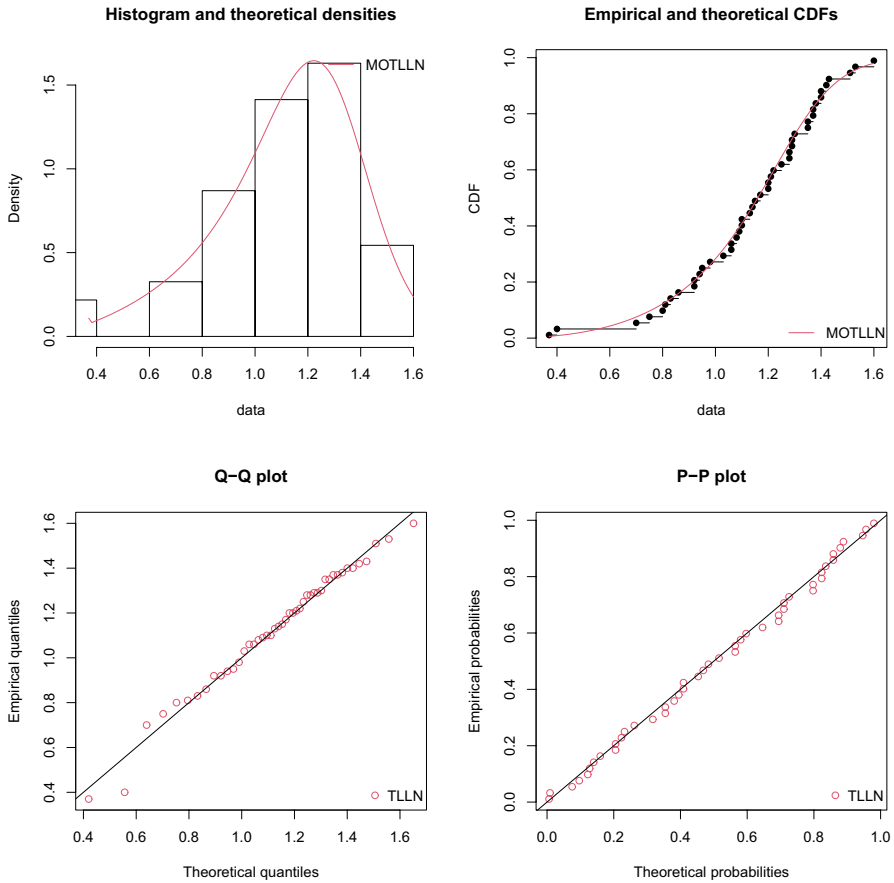 Histogram and theoretical densities
MOTLLN
Density
0.0 0.5 1.0 1.5
0.4 0.6 0.8 1.0 1.2 1.4 1.6
data
Empirical and theoretical CDFs
CDF
0.0 0.2 0.4 0.6 0.8 1.0
MOTLLN
0.4 0.6 0.8 1.0 1.2 1.4 1.6
data
Q−Q plot
Empirical quantiles
0.4 0.6 0.8 1.0 1.2 1.4 1.6
TLLN
0.4 0.6 0.8 1.0 1.2 1.4 1.6
Theoretical quantiles
P−P plot
Empirical probabilities
0.0 0.2 0.4 0.6 0.8 1.0
TLLN
0.0 0.2 0.4 0.6 0.8 1.0
Theoretical probabilities